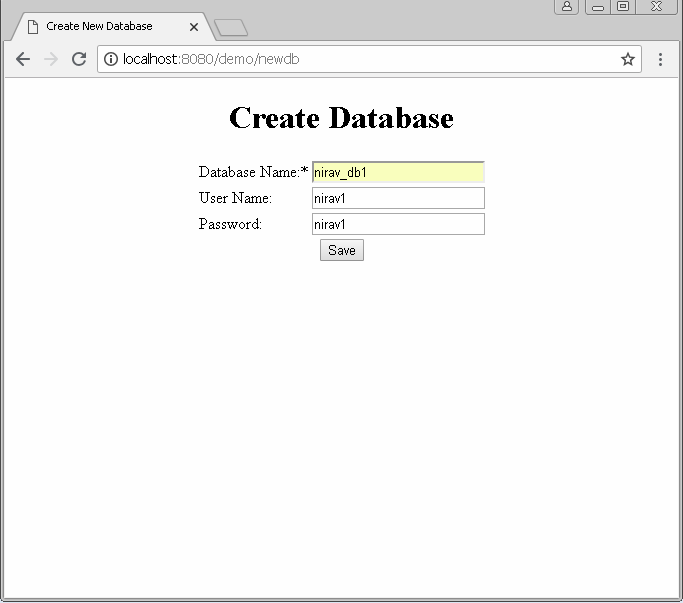 Create New Database
localhost:8080/demo/newdb
Create Database
Database Name:* nirav_db1
User Name: nirav1
Password: nirav1
Save